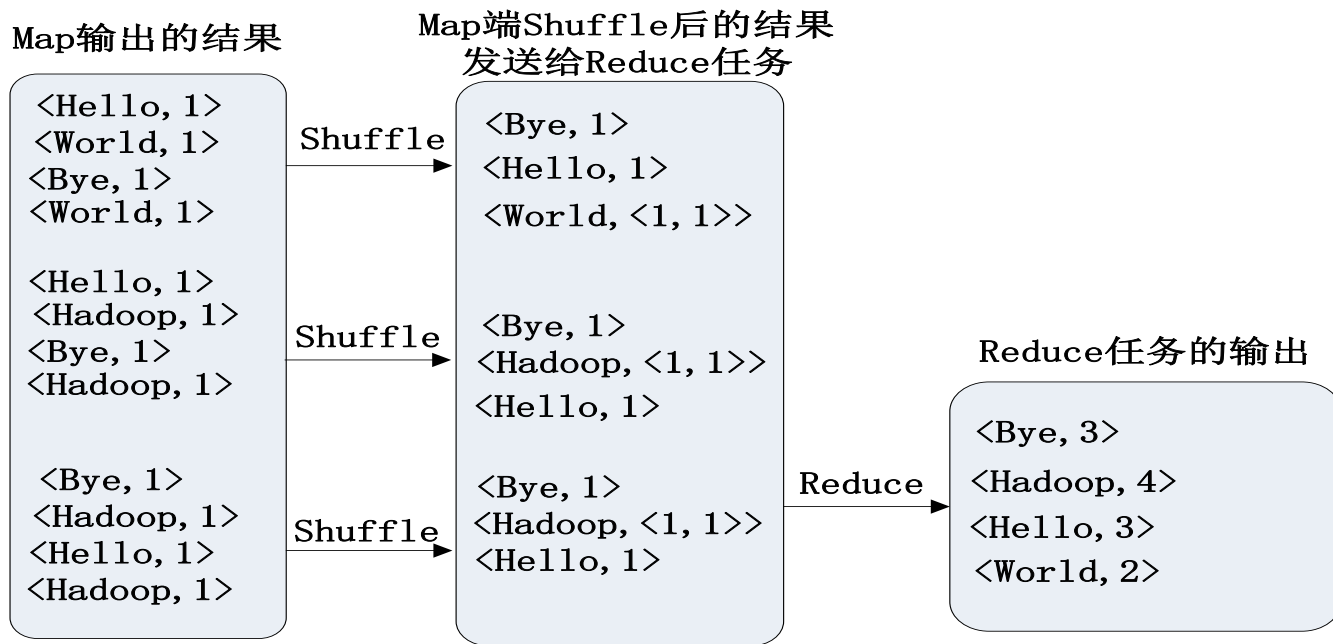 Map输出的结果
<Hello,1>
<World,1>
<Bye,1>
<World,1>
<Hello,1>
<Hadoop,1>
<Bye,1>
<Hadoop,1>
<Bye,1>
<Hadoop,1>
<Hello,1>
<Hadoop,1>
Shuffle
Shuffle
Shuffle
Map端Shuffle后的结果
发送给Reduce任务
<Bye,1>
<Hello,1>
<World,<1,1>>
<Bye,1>
<Hadoop,<1,1>>
<Hello,1>
<Bye,1>
<Hadoop,<1,1>>
<Hello,1>
Reduce
Reduce任务的输出
<Bye,3>
<Hadoop,4>
<Hello,3>
<World,2>